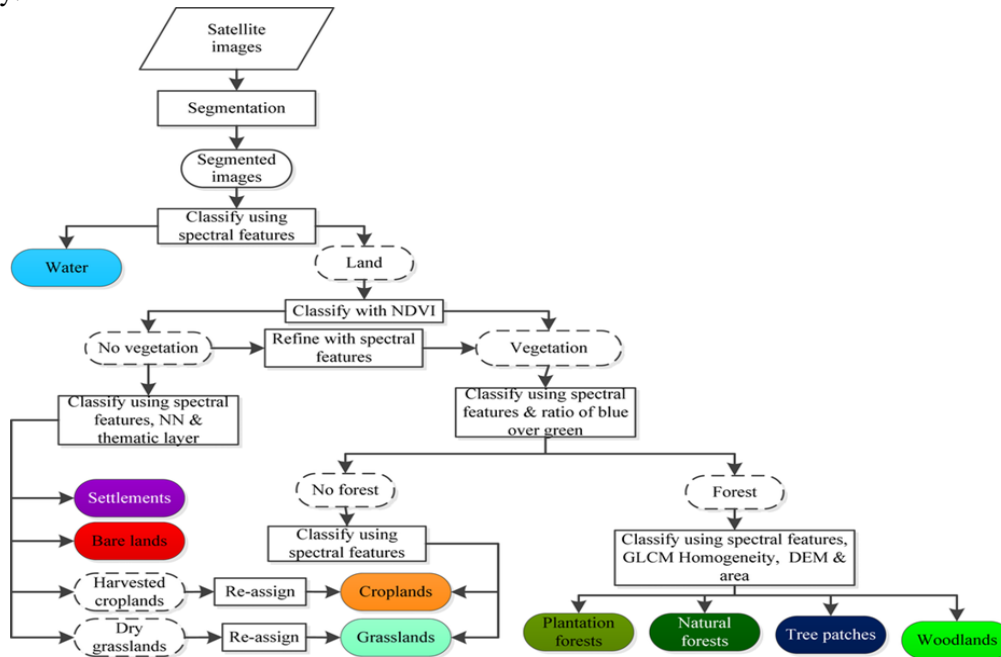 y.
Satellite
images
Segmentation
Segmented
images
Classify using
spectral features
Water
Land
Classify with NDVI
No vegetation
Refine with spectral
features
Vegetation
Classify using spectral
features, NN &
thematic layer
Classify using spectral
features & ratio of blue
over green
Settlements
No forest
Forest
Bare lands
Classify using
spectral features
Classify using spectral features,
GLCM Homogeneity, DEM &
area
Harvested
croplands
Re-assign
Croplands
Dry
grasslands
Re-assign
Grasslands
Plantation
forests
Natural
forests
Tree patches
Woodlands